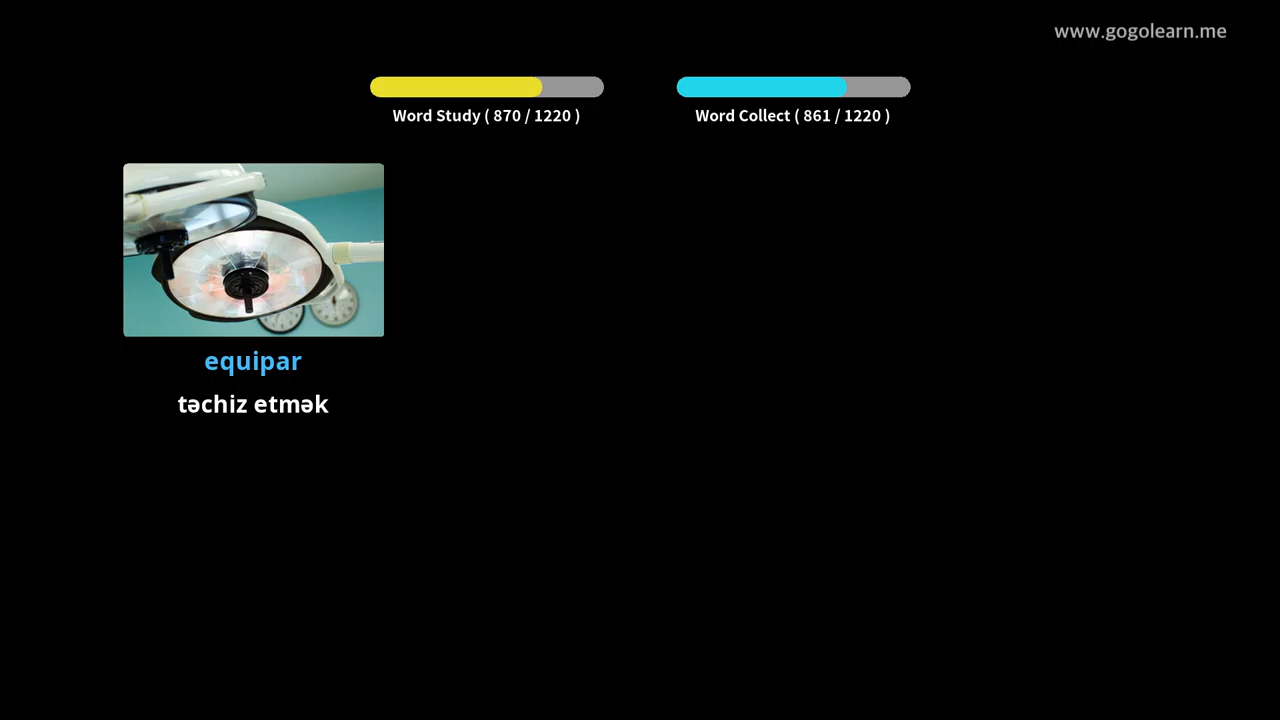 www.gogolearn.me
Word Study ( 870 / 1220 )
Word Collect ( 861 / 1220 )
equipar
təchiz etmək